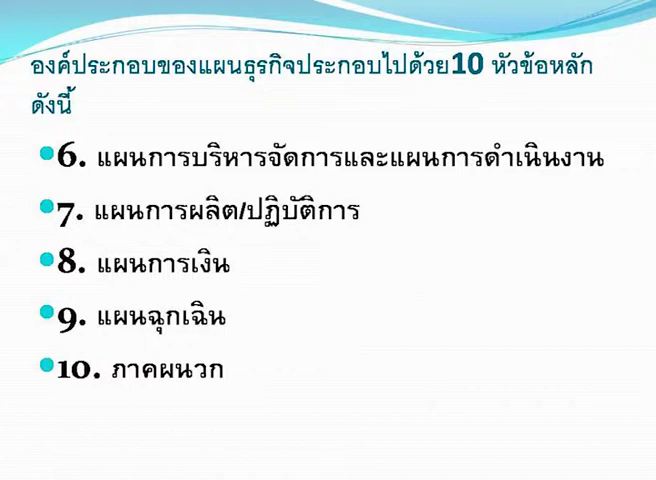 องค์ประกอบของแผนธุรกิจประกอบไปด้วย10 หัวข้อหลัก
ดังนี้
6. แผนการบริหารจัดการและแผนการดำเนินงาน
7. แผนการผลิต/ปฏิบัติการ
8. แผนการเงิน
9. แผนฉุกเฉิน
10. ภาคผนวก